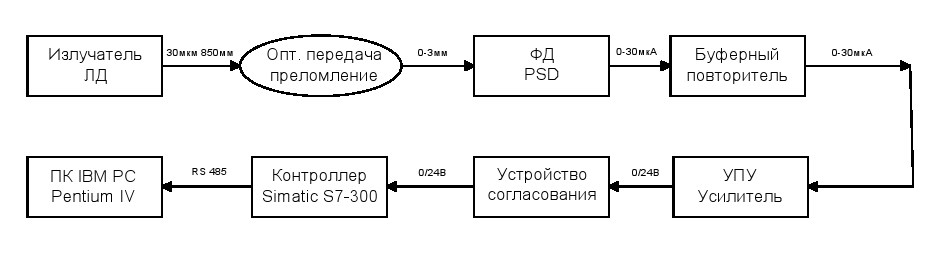 Излучатель
ЛД
30мкм 850мм
Опт. передача
преломление
0-3мм
ФД
PSD
0-30мкА
Буферный
повторитель
0-30мкА
ПК IBM PC
Pentium IV
RS 485
Контроллер
Simatic S7-300
0/24В
Устройство
согласования
0/24В
УПУ
Усилитель